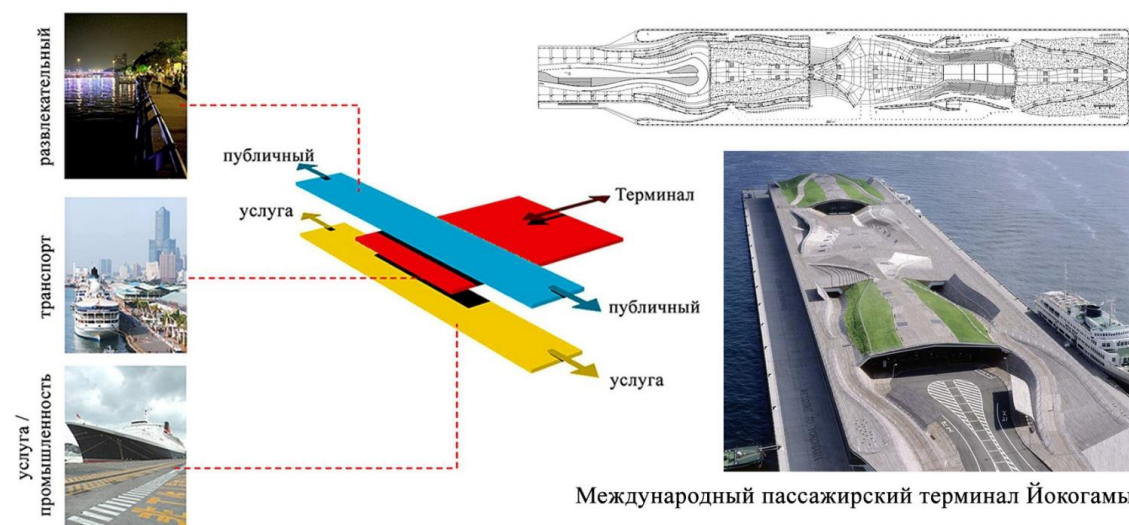 развлекательный
транспорт
услуга /
промышленность
публичный
услуга
Терминал
публичный
услуга
Международный пассажирский терминал Йокогамы